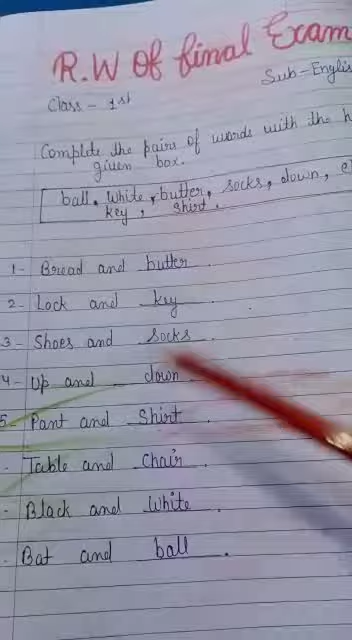 R.W Of final Exam
Sub- English
Class - 1st
Complete the pairs of words with the
given box.
ball, white, butter, socks, down,
key, shirt.
1- Bread and butter
2- Lock and key
3- Shoes and socks
4- Up and down
5 Pant and Shirt
- Table and Chair
- Black and White
- Bat and ball